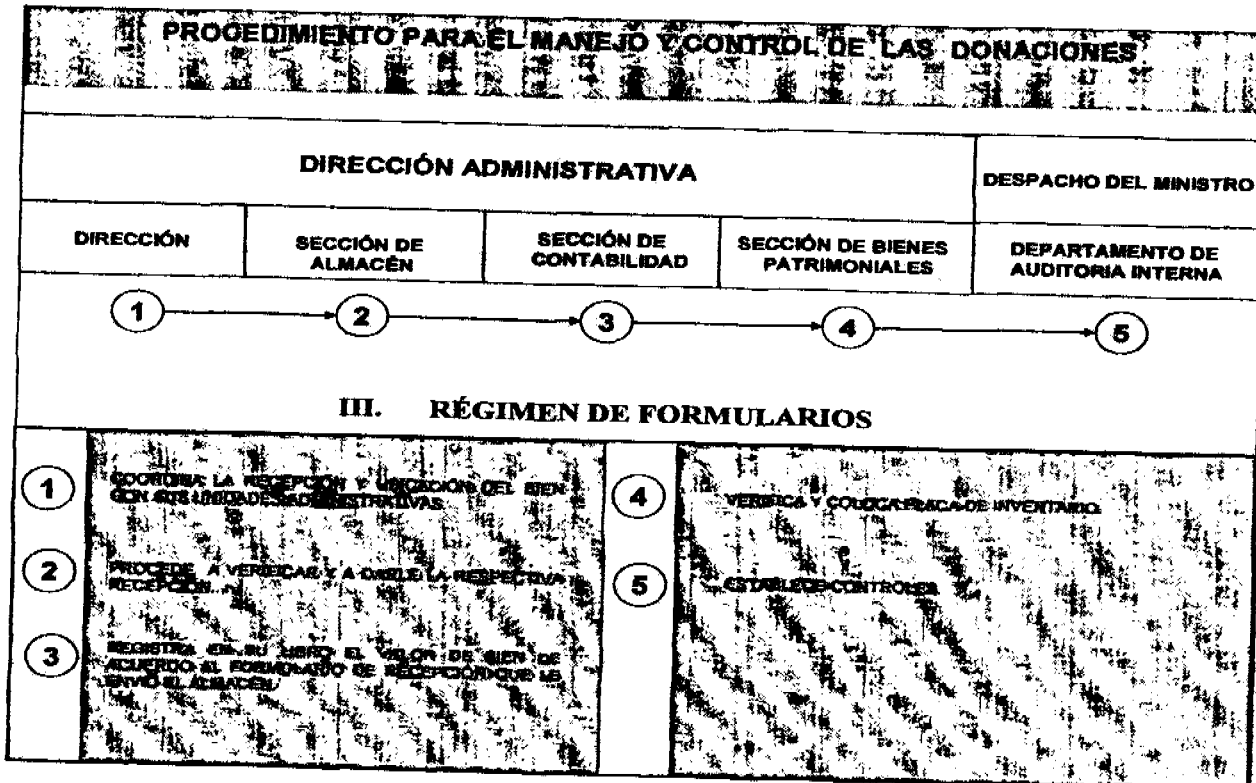 PROCEDIMIENTO PARA EL MANEJO Y CONTROL DE LAS DONACIONES
DIRECCIÓN ADMINISTRATIVA
DESPACHO DEL MINISTRO
DIRECCIÓN
SECCIÓN DE
ALMACÉN
SECCIÓN DE
CONTABILIDAD
SECCIÓN DE BIENES
PATRIMONIALES
DEPARTAMENTO DE
AUDITORIA INTERNA
1
2
3
4
5
III. RÉGIMEN DE FORMULARIOS
1
COORDINA LA RECEPCIÓN Y UBICACIÓN DEL BIEN
CON SUS UNIDADES ADMINISTRATIVAS
2
PROCEDE A VERIFICAR Y A DARLE LA RESPECTIVA
RECEPCIÓN.
3
REGISTRA EN SU LIBRO EL VALOR DE BIEN DE
ACUERDO AL FORMULARIO DE RECEPCIÓN QUE LE
ENVIÓ EL ALMACÉN.
4
VERIFICA Y COLOCA PLACA DE INVENTARIO.
5
ESTABLECE CONTROLES.